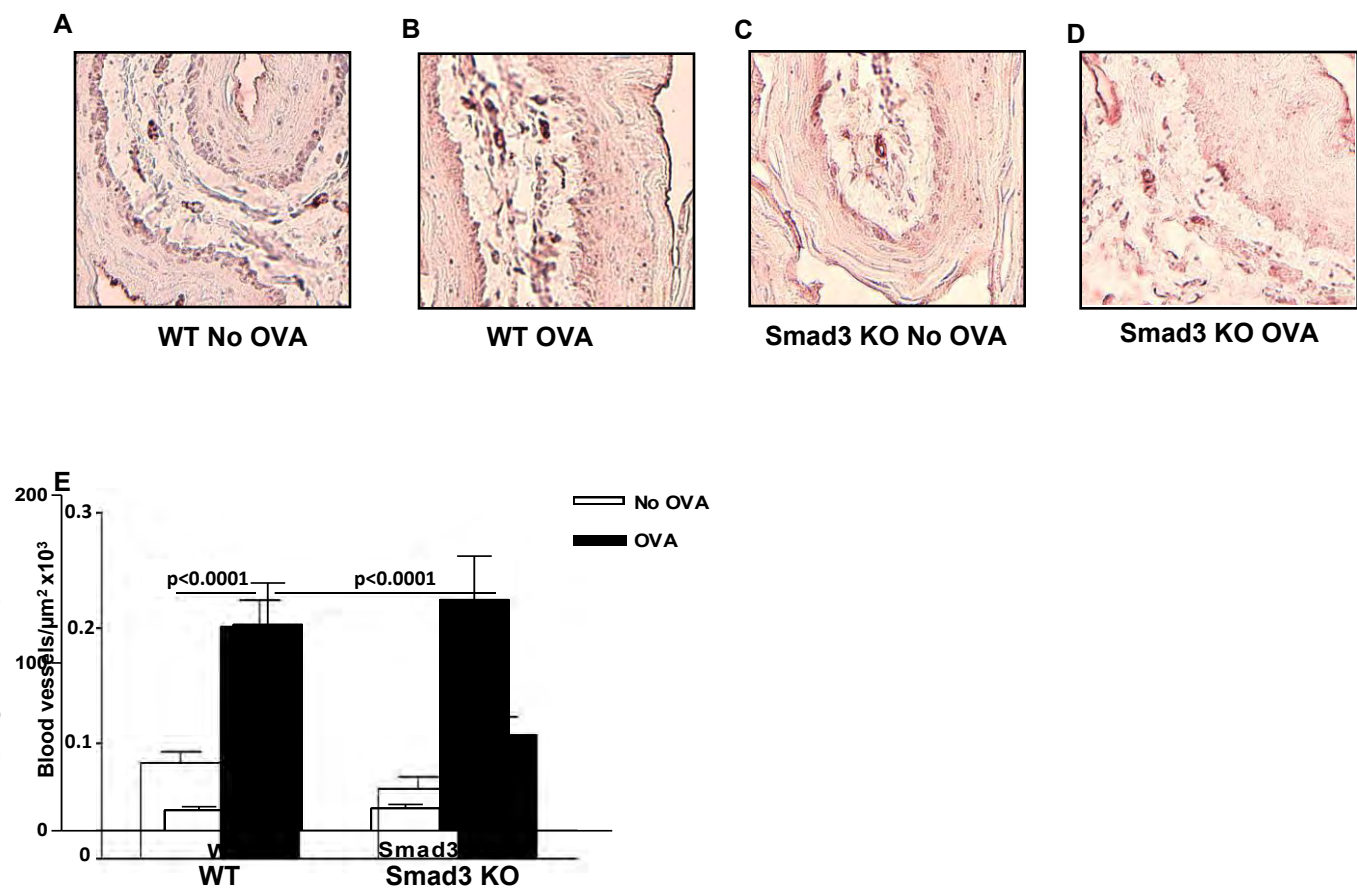 A
B
C
D
WT No OVA
WT OVA
Smad3 KO No OVA
Smad3 KO OVA
E
200
0.3
No OVA
OVA
p<0.0001
p<0.0001
Blood vessels/µm² x10³
0.2
100
0.1
0
0
Smad3
WT
Smad3 KO